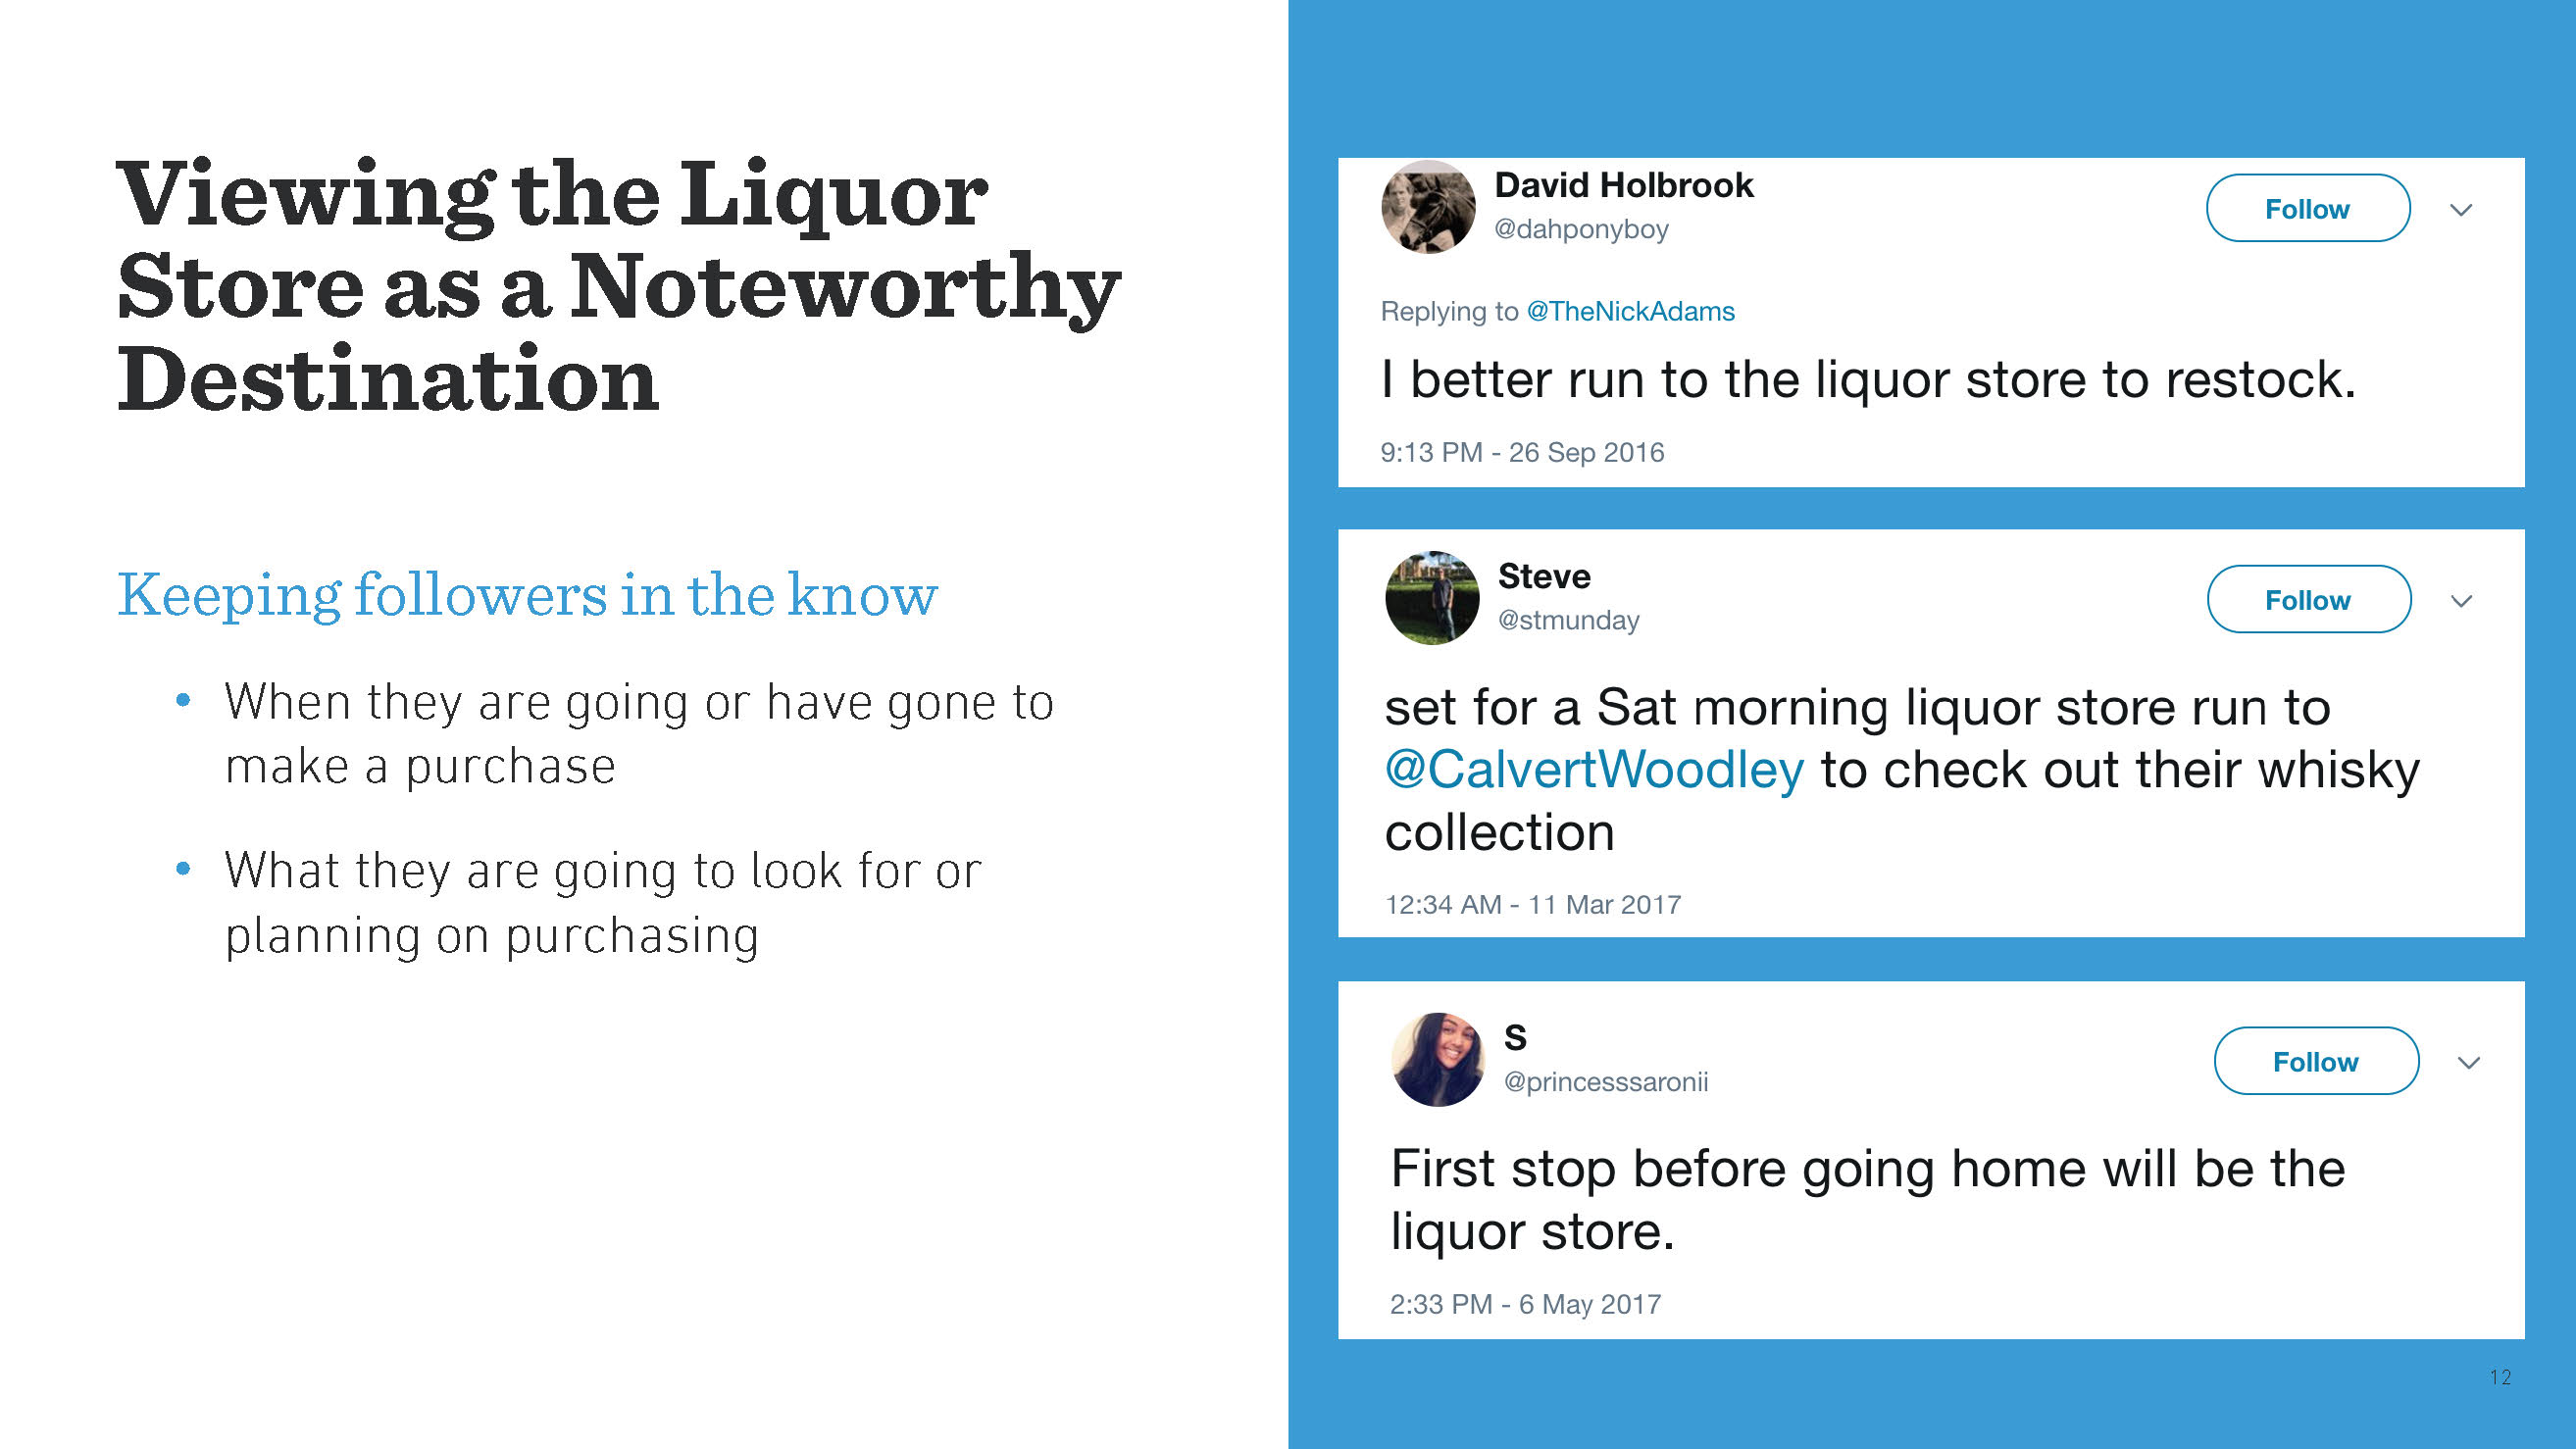 Viewing the Liquor
Store as a Noteworthy
Destination
Keeping followers in the know
• When they are going or have gone to
make a purchase
• What they are going to look for or
planning on purchasing
David Holbrook
@dahponyboy
Follow
Replying to @TheNickAdams
I better run to the liquor store to restock.
9:13 PM - 26 Sep 2016
Steve
@stmunday
Follow
set for a Sat morning liquor store run to
@CalvertWoodley to check out their whisky
collection
12:34 AM - 11 Mar 2017
S
@princesssaronii
Follow
First stop before going home will be the
liquor store.
2:33 PM - 6 May 2017
12